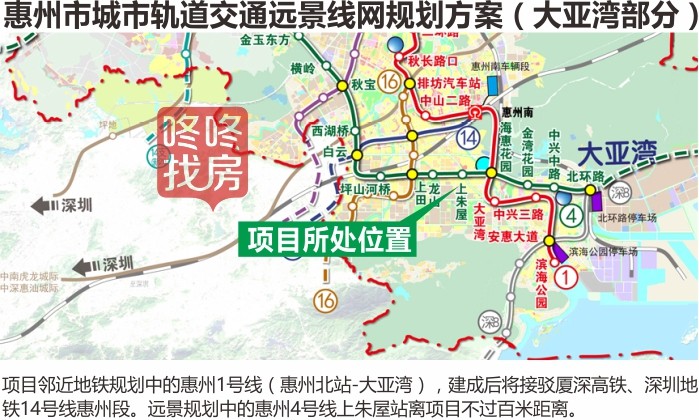 惠州市城市轨道交通远景线网规划方案（大亚湾部分）
金玉东方
秋长路口
惠州南车辆段
横岭
秋宝
16
排坊汽车站
中山二路
惠州南
咚咚
找房
坪地
西湖桥
白云
14
海惠花园
金湾花园
中兴中路
大亚湾
北环路
深圳
坪山河桥
上田
龙山
上朱屋
深B
4
北环路停车场
项目所处位置
大亚湾
中兴三路
安惠大道
滨海公园停车场
深圳
中南虎龙城际
中深惠汕城际
16
深B
滨海公园
1
项目邻近地铁规划中的惠州1号线（惠州北站-大亚湾），建成后将接驳厦深高铁、深圳地
铁14号线惠州段。远景规划中的惠州4号线上朱屋站离项目不过百米距离。